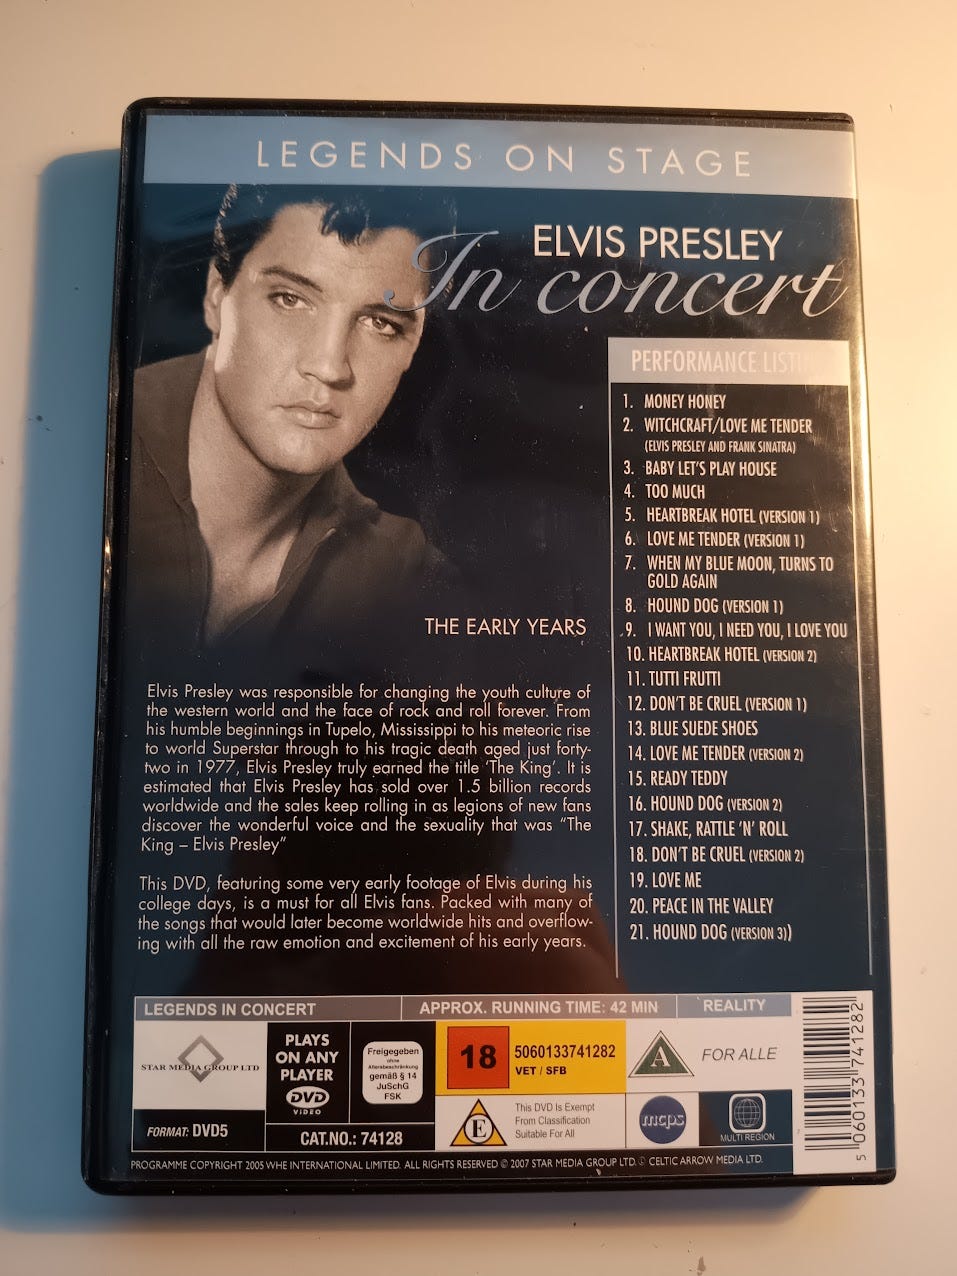 LEGENDS ON STAGE
ELVIS PRESLEY
In concert
PERFORMANCE LISTING
1. MONEY HONEY
2. WITCHCRAFT/LOVE ME TENDER
(ELVIS PRESLEY AND FRANK SINATRA)
3. BABY LET'S PLAY HOUSE
4. TOO MUCH
5. HEARTBREAK HOTEL (VERSION 1)
6. LOVE ME TENDER (VERSION 1)
7. WHEN MY BLUE MOON, TURNS TO
GOLD AGAIN
8. HOUND DOG (VERSION 1)
9. I WANT YOU, I NEED YOU, I LOVE YOU
10. HEARTBREAK HOTEL (VERSION 2)
11. TUTTI FRUTTI
12. DON'T BE CRUEL (VERSION 1)
13. BLUE SUEDE SHOES
14. LOVE ME TENDER (VERSION 2)
15. READY TEDDY
16. HOUND DOG (VERSION 2)
17. SHAKE, RATTLE 'N' ROLL
18. DON'T BE CRUEL (VERSION 2)
19. LOVE ME
20. PEACE IN THE VALLEY
21. HOUND DOG (VERSION 3))
THE EARLY YEARS
Elvis Presley was responsible for changing the youth culture of
the western world and the face of rock and roll forever. From
his humble beginnings in Tupelo, Mississippi to his meteoric rise
to world Superstar through to his tragic death aged just forty-
two in 1977, Elvis Presley truly earned the title 'The King'. It is
estimated that Elvis Presley has sold over 1.5 billion records
worldwide and the sales keep rolling in as legions of new fans
discover the wonderful voice and the sexuality that was "The
King – Elvis Presley"
This DVD, featuring some very early footage of Elvis during his
college days, is a must for all Elvis fans. Packed with many of
the songs that would later become worldwide hits and overflow-
ing with all the raw emotion and excitement of his early years.
LEGENDS IN CONCERT
APPROX. RUNNING TIME: 42 MIN
REALITY
STAR MEDIA GROUP LTD
FORMAT: DVD5
PLAYS
ON ANY
PLAYER
DVD
VIDEO
Freigegeben
ohne
Altersbeschränkung
gemäß § 14
JuSchG
FSK
CAT.NO.: 74128
18
5060133741282
VET / SFB
E
This DVD Is Exempt
From Classification
Suitable For All
A
FOR ALLE
mcps
MULTI REGION
5 060133 741282
PROGRAMME COPYRIGHT 2005 WHE INTERNATIONAL LIMITED. ALL RIGHTS RESERVED © 2007 STAR MEDIA GROUP LTD. © CELTIC ARROW MEDIA LTD.